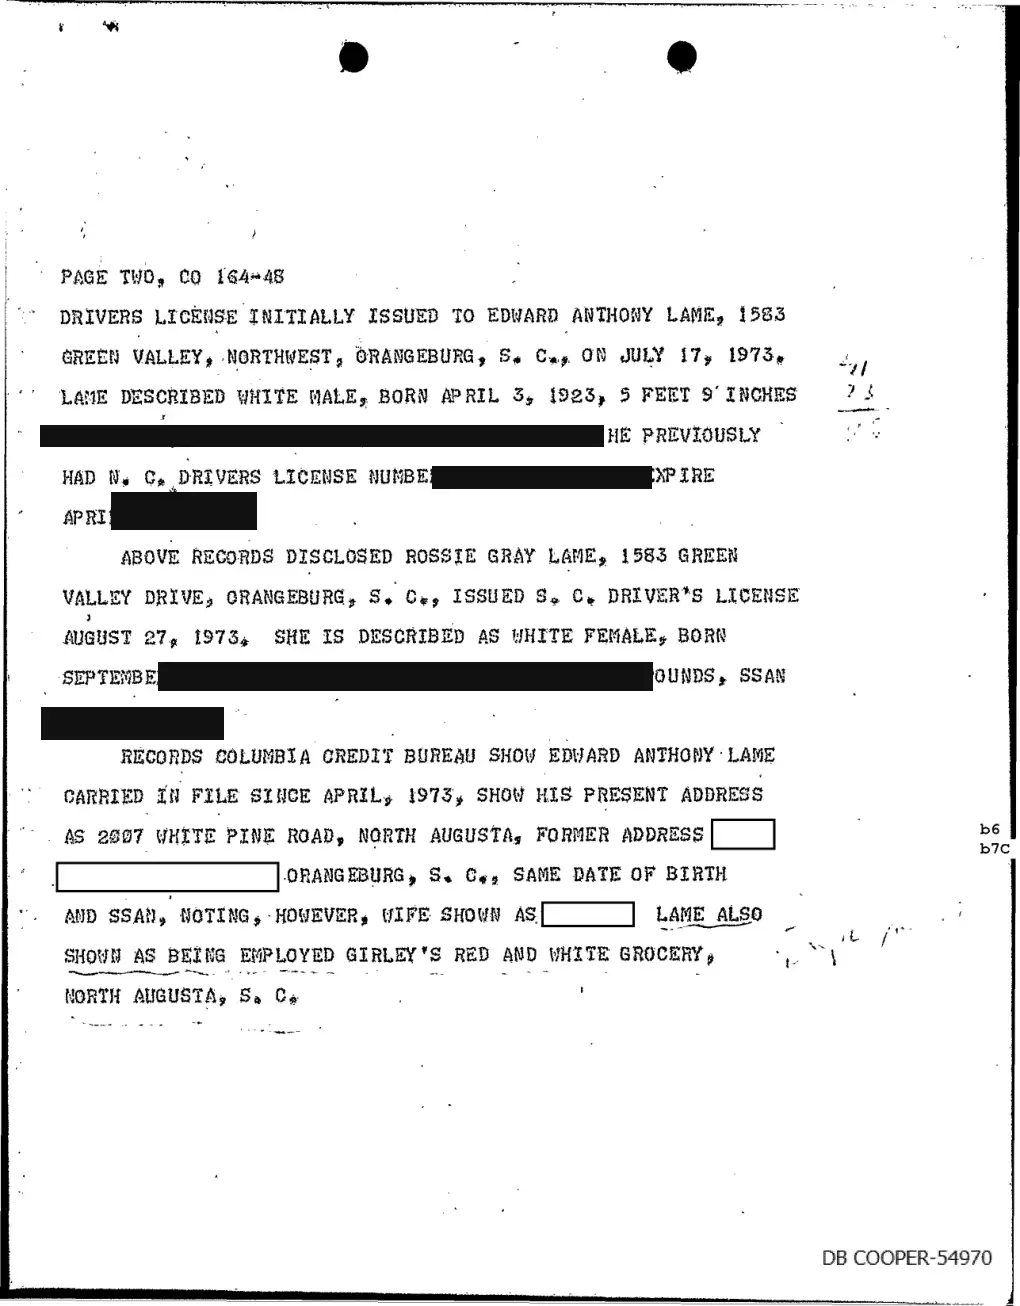 PAGE TWO, CO 164-48
DRIVERS LICENSE INITIALLY ISSUED TO EDWARD ANTHONY LAME, 1583
GREEN VALLEY, NORTHWEST, ORANGEBURG, S. C., ON JULY 17, 1973.
LAME DESCRIBED WHITE MALE, BORN APRIL 3, 1923, 5 FEET 9 INCHES
HE PREVIOUSLY
HAD N. C. DRIVERS LICENSE NUMBE XPIRE
APRI
ABOVE RECORDS DISCLOSED ROSSIE GRAY LAME, 1583 GREEN
VALLEY DRIVE, ORANGEBURG, S. C., ISSUED S. C. DRIVER'S LICENSE
AUGUST 27, 1973. SHE IS DESCRIBED AS WHITE FEMALE, BORN
SEPTEMBE OUNDS, SSAN
RECORDS COLUMBIA CREDIT BUREAU SHOW EDWARD ANTHONY LAME
CARRIED IN FILE SINCE APRIL, 1973, SHOW HIS PRESENT ADDRESS
AS 2007 WHITE PINE ROAD, NORTH AUGUSTA, FORMER ADDRESS
b6
b7C
ORANGEBURG, S. C., SAME DATE OF BIRTH
AND SSAN, NOTING, HOWEVER, WIFE SHOWN AS LAME ALSO
SHOWN AS BEING EMPLOYED GIRLEY'S RED AND WHITE GROCERY,
NORTH AUGUSTA, S. C.
DB COOPER-54970